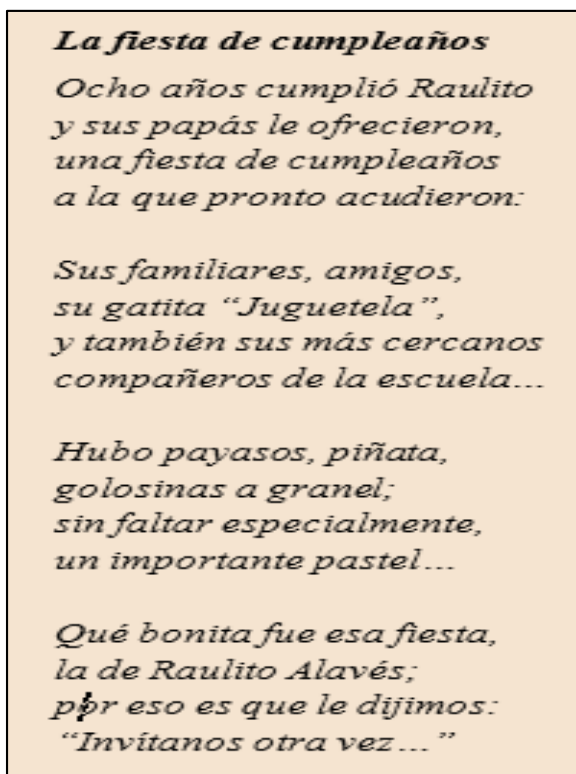 La fiesta de cumpleaños
Ocho años cumplió Raulito
y sus papás le ofrecieron,
una fiesta de cumpleaños
a la que pronto acudieron:
Sus familiares, amigos,
su gatita “Juguetela”,
y también sus más cercanos
compañeros de la escuela...
Hubo payasos, piñata,
golosinas a granel;
sin faltar especialmente,
un importante pastel...
Qué bonita fue esa fiesta,
la de Raulito Alavés;
por eso es que le dijimos:
“Invítanos otra vez...”